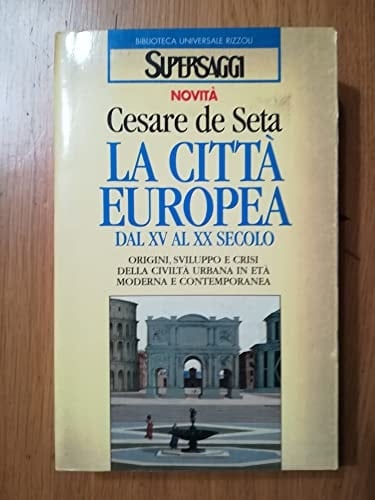 BIBLIOTECA UNIVERSALE RIZZOLI
SUPERSAGGI
NOVITÀ
Cesare de Seta
LA CITTÀ
EUROPEA
DAL XV AL XX SECOLO
ORIGINI, SVILUPPO E CRISI
DELLA CIVILTÀ URBANA IN ETÀ
MODERNA E CONTEMPORANEA